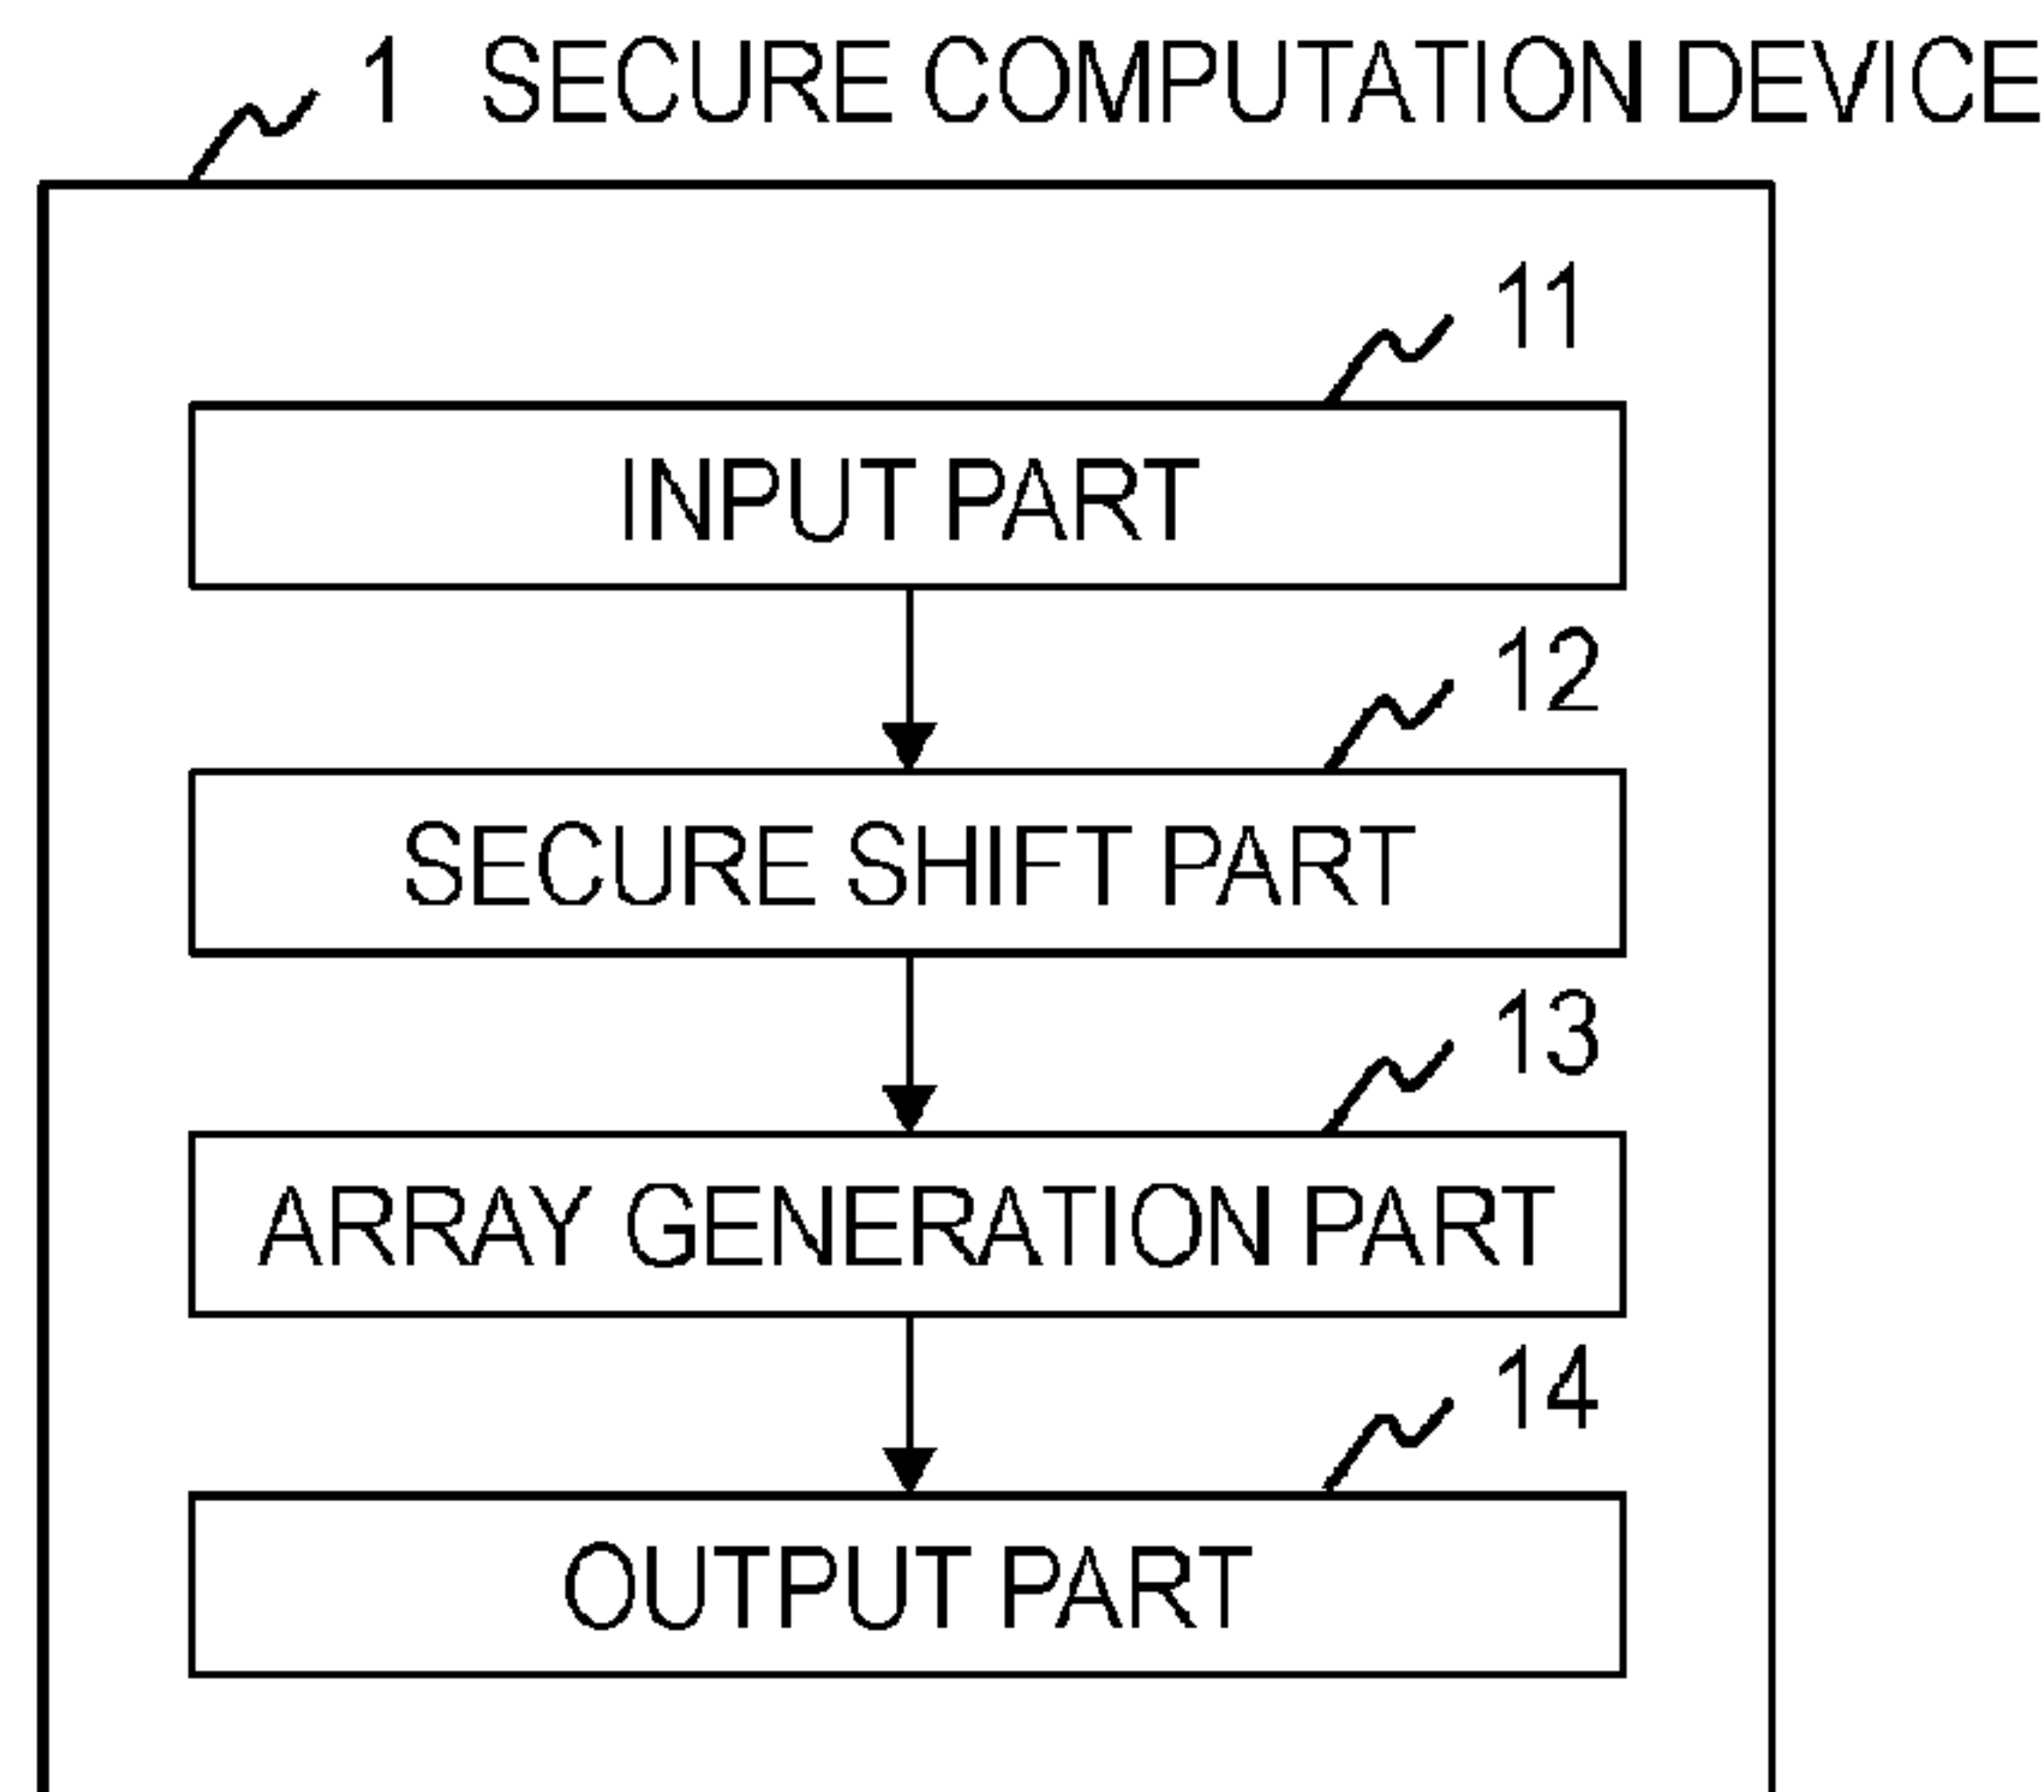 1 SECURE COMPUTATION DEVICE
11
INPUT PART
12
SECURE SHIFT PART
13
ARRAY GENERATION PART
14
OUTPUT PART